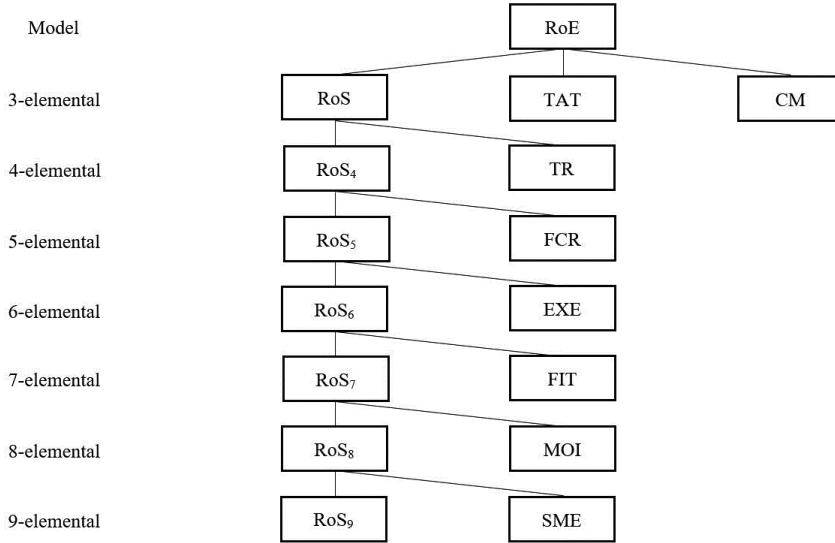 Model RoE
3-elemental RoS TAT CM
4-elemental RoS₄ TR
5-elemental RoS₅ FCR
6-elemental RoS₆ EXE
7-elemental RoS₇ FIT
8-elemental RoS₈ MOI
9-elemental RoS₉ SME